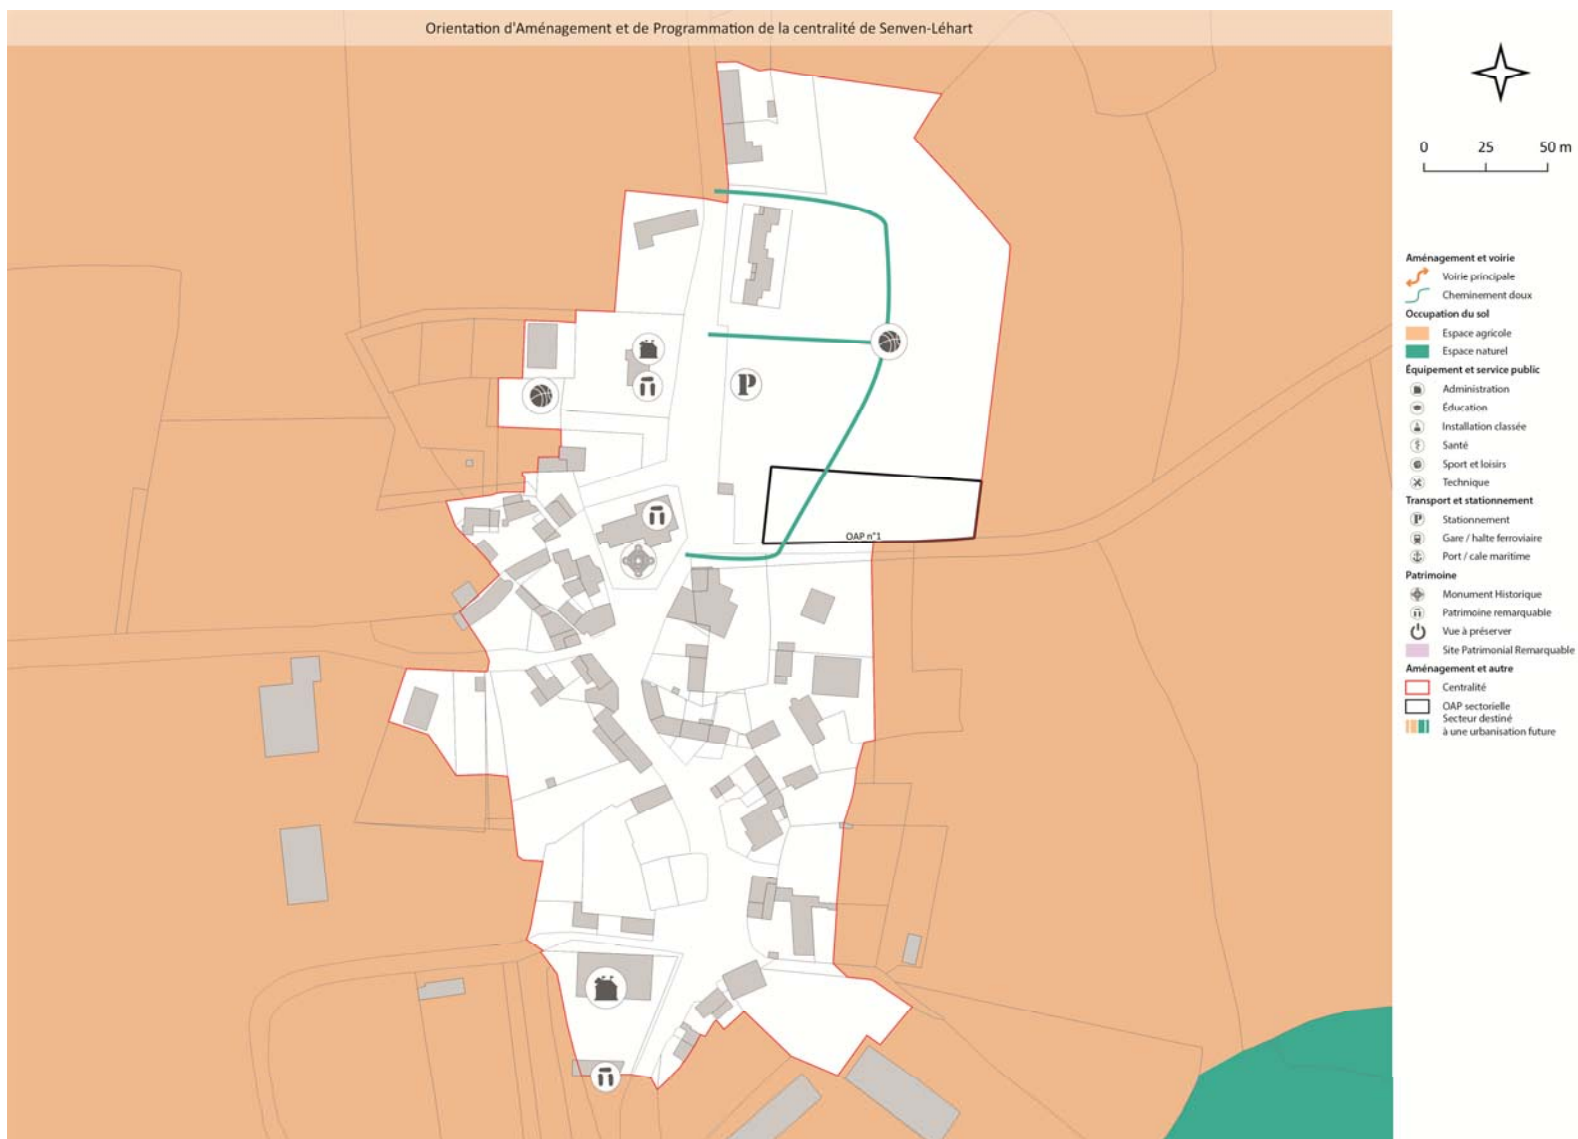 Orientation d'Aménagement et de Programmation de la centralité de Senven-Léhart
0 25 50 m
Aménagement et voirie
Voirie principale
Cheminement doux
Occupation du sol
Espace agricole
Espace naturel
Équipement et service public
Administration
Éducation
Installation classée
Santé
Sport et loisirs
Technique
Transport et stationnement
P Stationnement
Gare / halte ferroviaire
Port / cale maritime
Patrimoine
Monument Historique
Patrimoine remarquable
Vue à préserver
Site Patrimonial Remarquable
Aménagement et autre
Centralité
OAP sectorielle
Secteur destiné
à une urbanisation future
P
OAP n°1